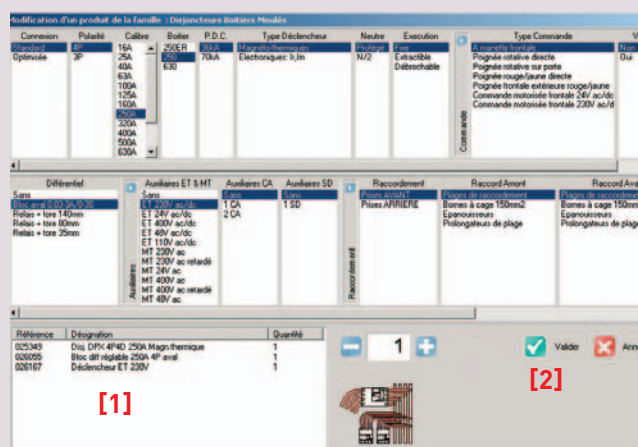 Modification d'un produit de la famille : Disjoncteurs Boitiers Moulés
Connexion Polarité Calibre Boitier P.D.C. Type Déclencheur Neutre Execution Type Commande
Standard 4P 16A 250ER 36kA Magnéto-thermiques Protégé Fixe A manette frontale Non
Optimisée 3P 25A 250 70kA Electroniques: Ir,Im N/2 Extractible Poignée rotative directe Oui
40A 630 Débrochable Poignée rotative sur porte
63A Poignée rouge/jaune directe
100A Poignée frontale extérieure rouge/jaune
125A Commande motorisée frontale 24V ac/dc
160A Commande motorisée frontale 230V ac/d
250A
320A
400A
500A
630A
Commande
Différentiel Auxiliaires ET & MT Auxiliaires CA Auxiliaires SD Raccordement Raccord Amont Raccord Ava
Sans Sans Sans Sans Prises AVANT Plages de raccordement Plages de raccordement
Bloc aval 0.03-3A/0-3S ET 230V ac/dc 1 CA 1 SD Prises ARRIERE Bornes à cage 150mm2 Bornes à cage 150mm
Relais + tore 140mm ET 24V ac/dc 2 CA Epanouisseurs Epanouisseurs
Relais + tore 80mm ET 400V ac/dc Prolongateurs de plage Prolongateurs de plage
Relais + tore 35mm ET 48V ac/dc
ET 110V ac/dc
MT 230V ac
MT 230V ac retardé
MT 24V ac
MT 400V ac
MT 400V ac retardé
MT 48V ac
Auxiliaires
Raccordement
Référence Désignation Quantité
025349 Disj. DPX 4P4D 250A Magn.thermique 1
026055 Bloc diff réglable 250A 4P aval 1
026167 Déclencheur ET 230V 1
1
Valider Ann
[1]
[2]